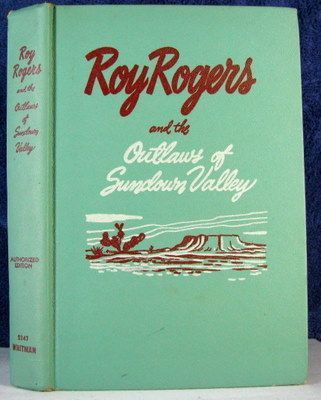 Roy
Rogers
and the
Outlaws
of
Sundown
Valley
AUTHORIZED
EDITION
2347
WHITMAN
Roy Rogers
and the
Outlaws of
Sundown Valley